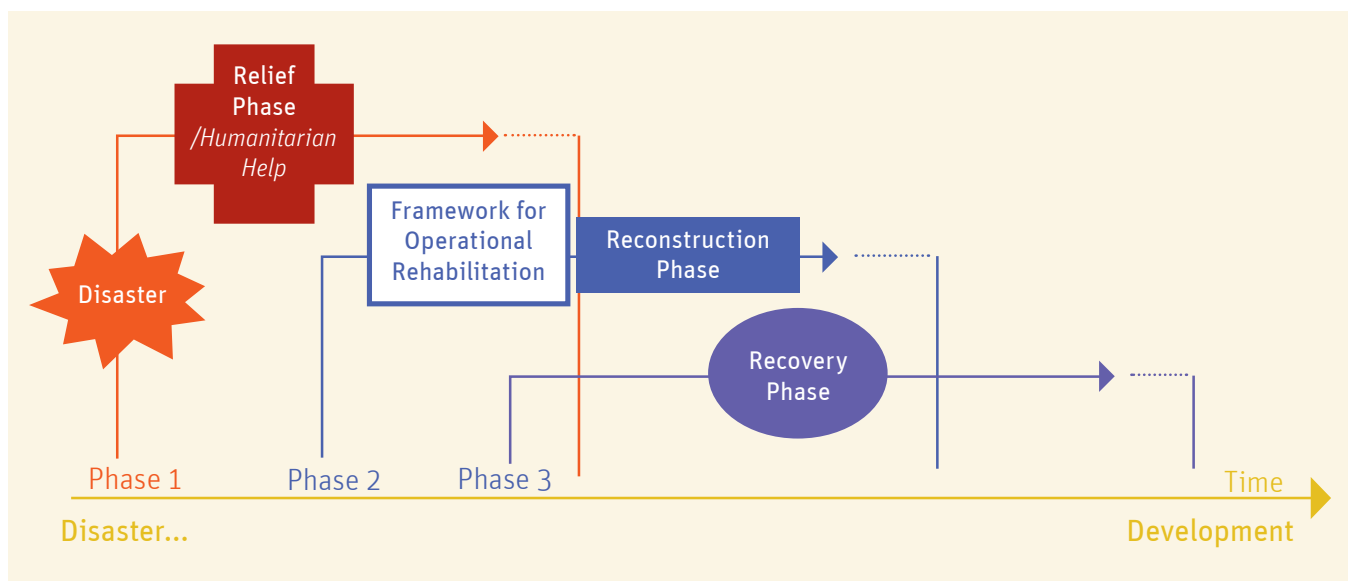 Relief
Phase
/Humanitarian
Help
Framework for
Operational
Rehabilitation
Reconstruction
Phase
Disaster
Recovery
Phase
Phase 1
Phase 2
Phase 3
Time
Disaster...
Development